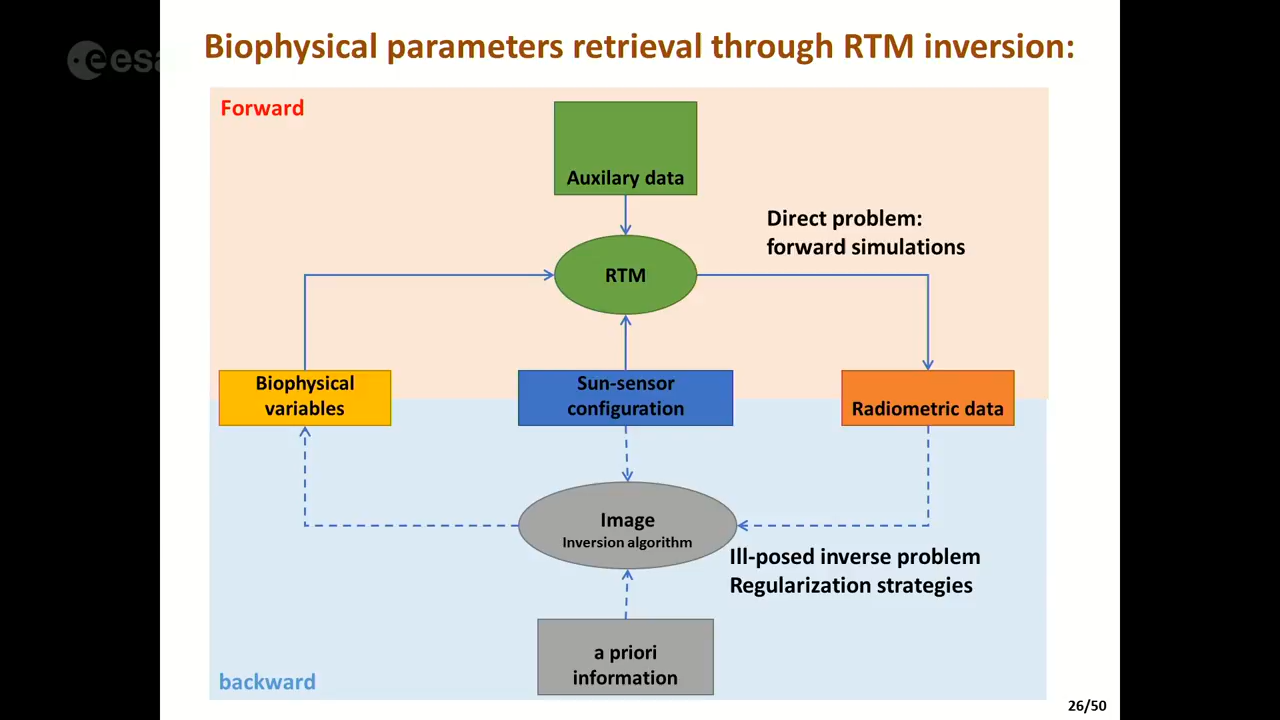 esa
Biophysical parameters retrieval through RTM inversion:
Forward
Auxilary data
Direct problem:
forward simulations
RTM
Biophysical
variables
Sun-sensor
configuration
Radiometric data
Image
Inversion algorithm
Ill-posed inverse problem
Regularization strategies
a priori
information
backward
26/50